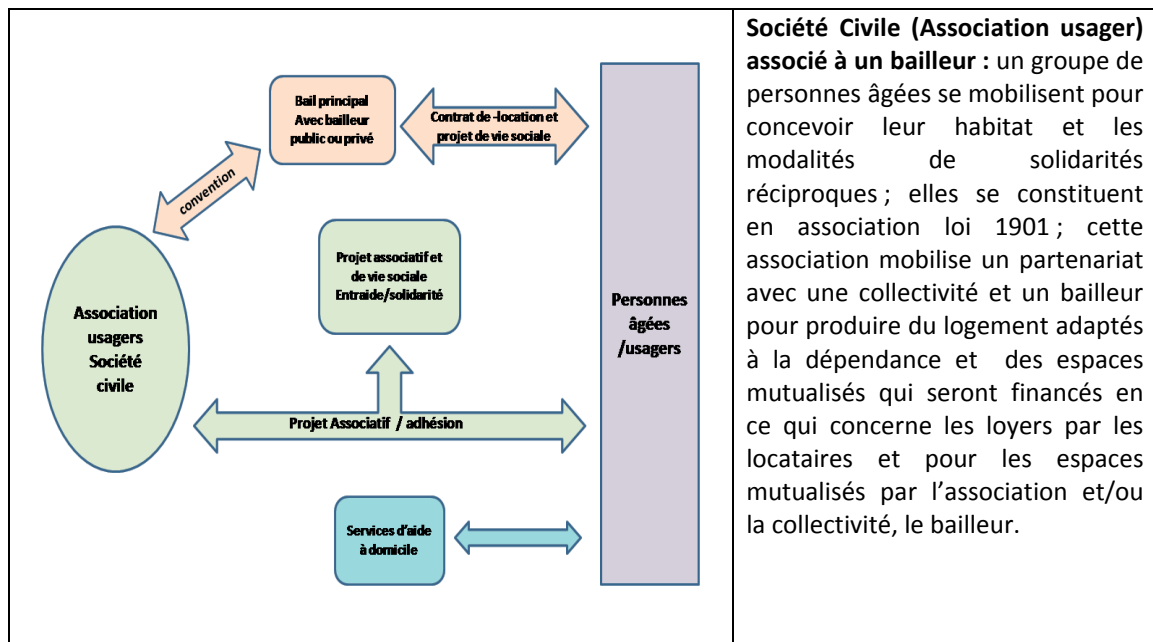 Bail principal
Avec bailleur
public ou privé
Contrat de -location et
projet de vie sociale
convention
Projet associatif et
de vie sociale
Entraide/solidarité
Association
usagers
Société
civile
Personnes
âgées
/usagers
Projet Associatif / adhésion
Services d'aide
à domicile
Société Civile (Association usager)
associé à un bailleur : un groupe de
personnes âgées se mobilisent pour
concevoir leur habitat et les
modalités de solidarités
réciproques ; elles se constituent
en association loi 1901 ; cette
association mobilise un partenariat
avec une collectivité et un bailleur
pour produire du logement adaptés
à la dépendance et des espaces
mutualisés qui seront financés en
ce qui concerne les loyers par les
locataires et pour les espaces
mutualisés par l'association et/ou
la collectivité, le bailleur.